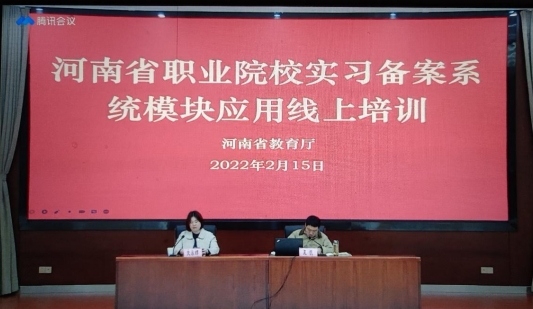 腾讯会议
河南省职业院校实习备案系
统模块应用线上培训
河南省教育厅
2022年2月15日